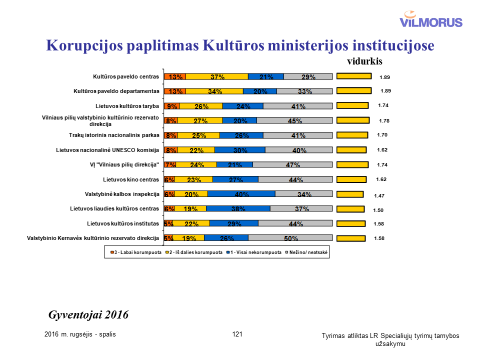 VILMORUS
Korupcijos paplitimas Kultūros ministerijos institucijose
vidurkis
Kultūros paveldo centras 13% 37% 21% 29% 1.89
Kultūros paveldo departamentas 13% 34% 20% 33% 1.89
Lietuvos kultūros taryba 9% 26% 24% 41% 1.74
Vilniaus pilių valstybinio kultūrinio rezervato
direkcija 8% 27% 20% 45% 1.78
Trakų istorinis nacionalinis parkas 8% 25% 26% 41% 1.70
Lietuvos nacionalinė UNESCO komisija 8% 22% 30% 40% 1.62
VĮ "Vilniaus pilių direkcija" 7% 24% 21% 47% 1.74
Lietuvos kino centras 6% 23% 27% 44% 1.62
Valstybinė kalbos inspekcija 6% 20% 40% 34% 1.47
Lietuvos liaudies kultūros centras 6% 19% 38% 37% 1.50
Lietuvos kultūros institutas 5% 22% 29% 44% 1.58
Valstybinio Kernavės kultūrinio rezervato direkcija 5% 19% 26% 50% 1.58
3 - Labai korumpuota 2 - Iš dalies korumpuota 1 - Visai nekorumpuota Nežino/ neatsakė
Gyventojai 2016
2016 m. rugsėjis - spalis
121
Tyrimas atliktas LR Specialiųjų tyrimų tarnybos
užsakymu